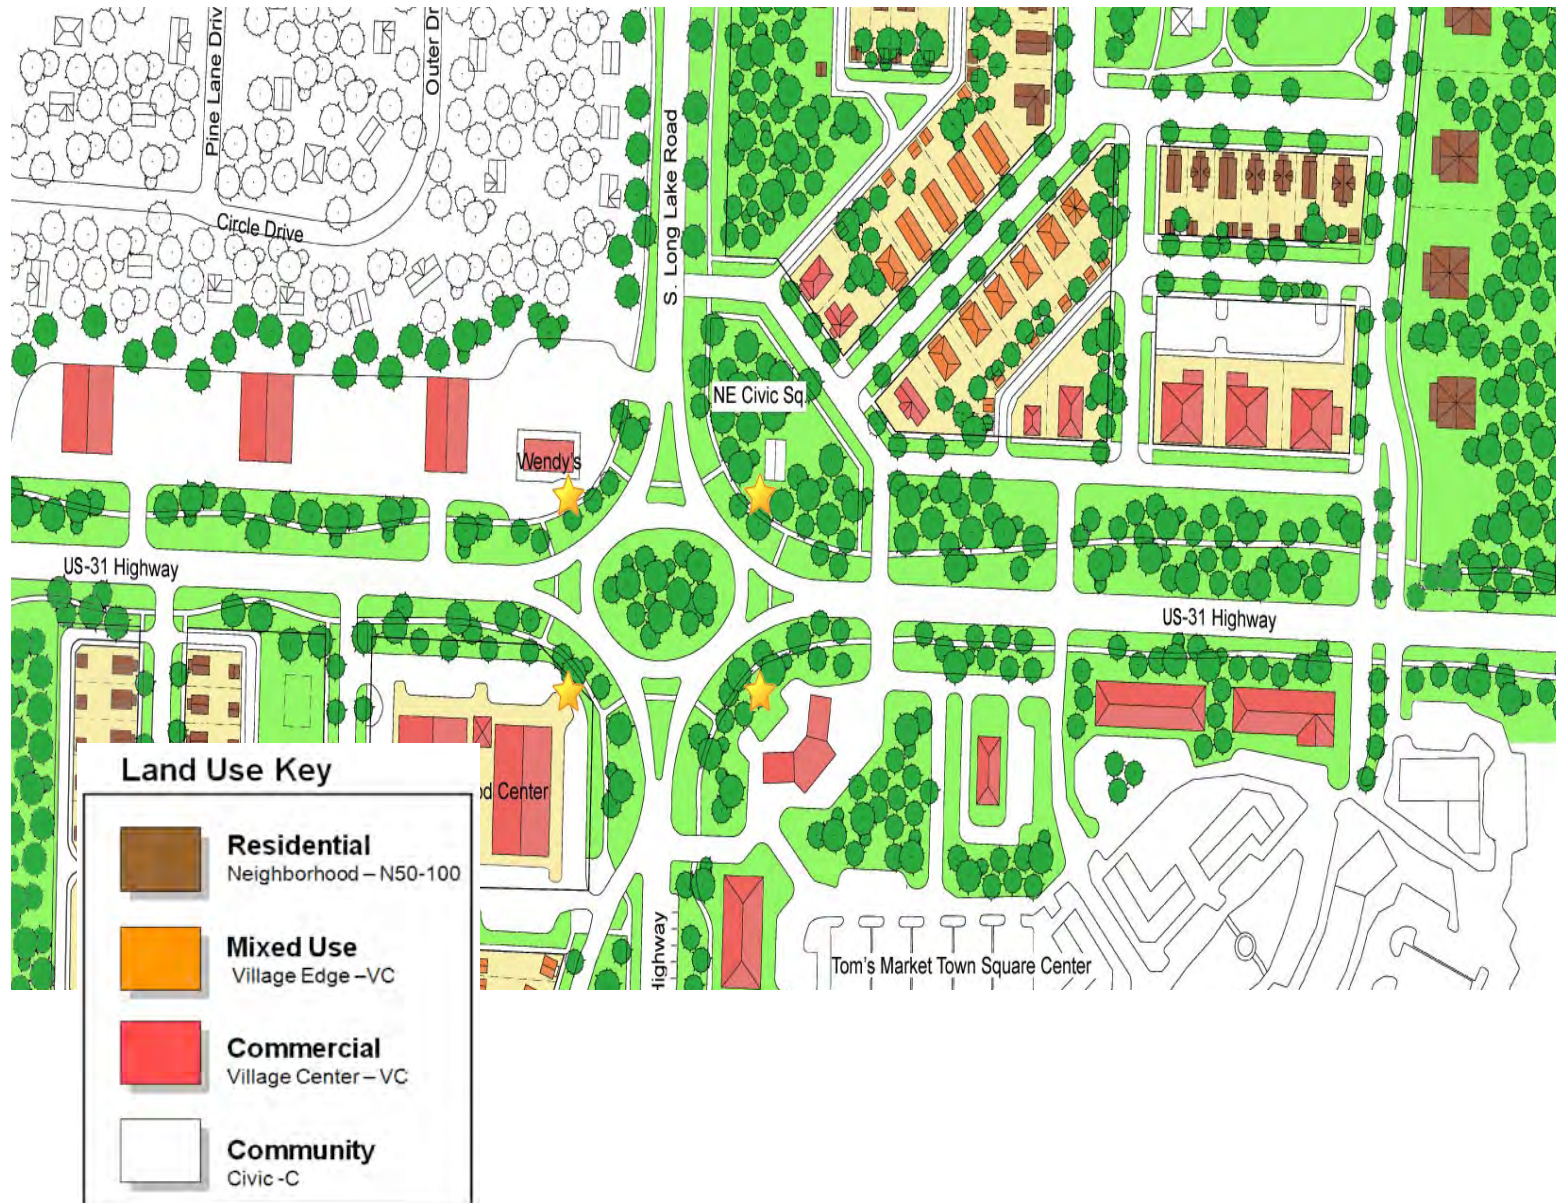 Pine Lane Driv
Outer Dr
Circle Drive
S. Long Lake Road
NE Civic Sq.
Wendy's
US-31 Highway
US-31 Highway
od Center
Highway
Tom's Market Town Square Center
Land Use Key
Residential
Neighborhood – N50-100
Mixed Use
Village Edge –VC
Commercial
Village Center – VC
Community
Civic -C